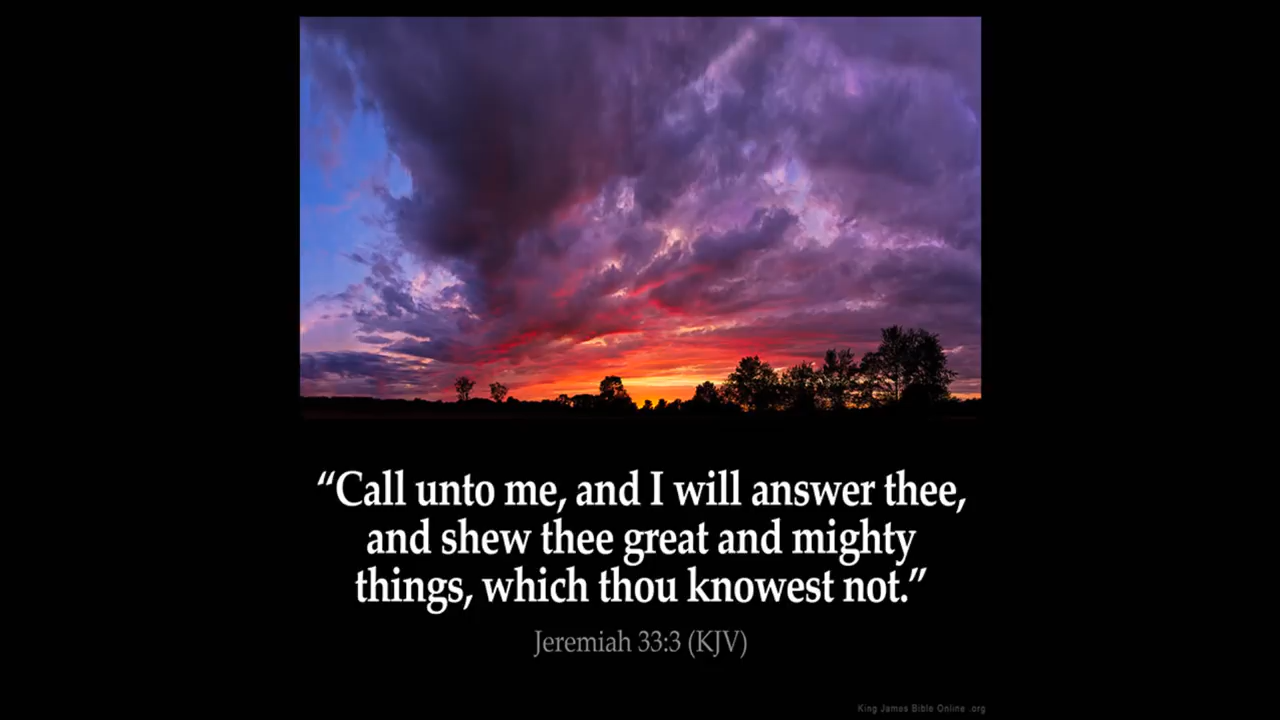 “Call unto me, and I will answer thee,
and shew thee great and mighty
things, which thou knowest not.”
Jeremiah 33:3 (KJV)
King James Bible Online .org